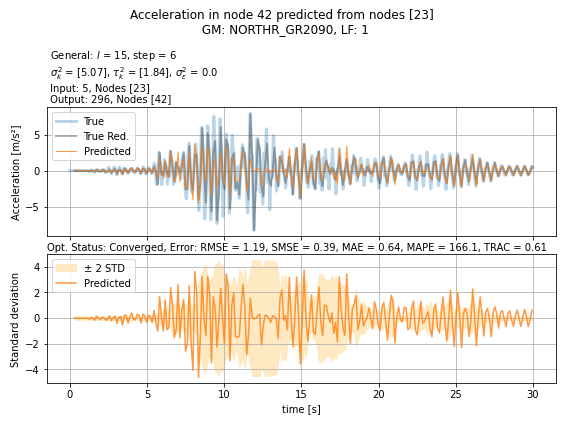 Acceleration in node 42 predicted from nodes [23]
GM: NORTHR_GR2090, LF: 1
General: l = 15, step = 6
σ²ₖ = [5.07], τ²ₖ = [1.84], σ²ε = 0.0
Input: 5, Nodes [23]
Output: 296, Nodes [42]
Acceleration [m/s²]
5
0
−5
True
True Red.
Predicted
Opt. Status: Converged, Error: RMSE = 1.19, SMSE = 0.39, MAE = 0.64, MAPE = 166.1, TRAC = 0.61
Standard deviation
4
2
0
−2
−4
± 2 STD
Predicted
0 5 10 15 20 25 30
time [s]